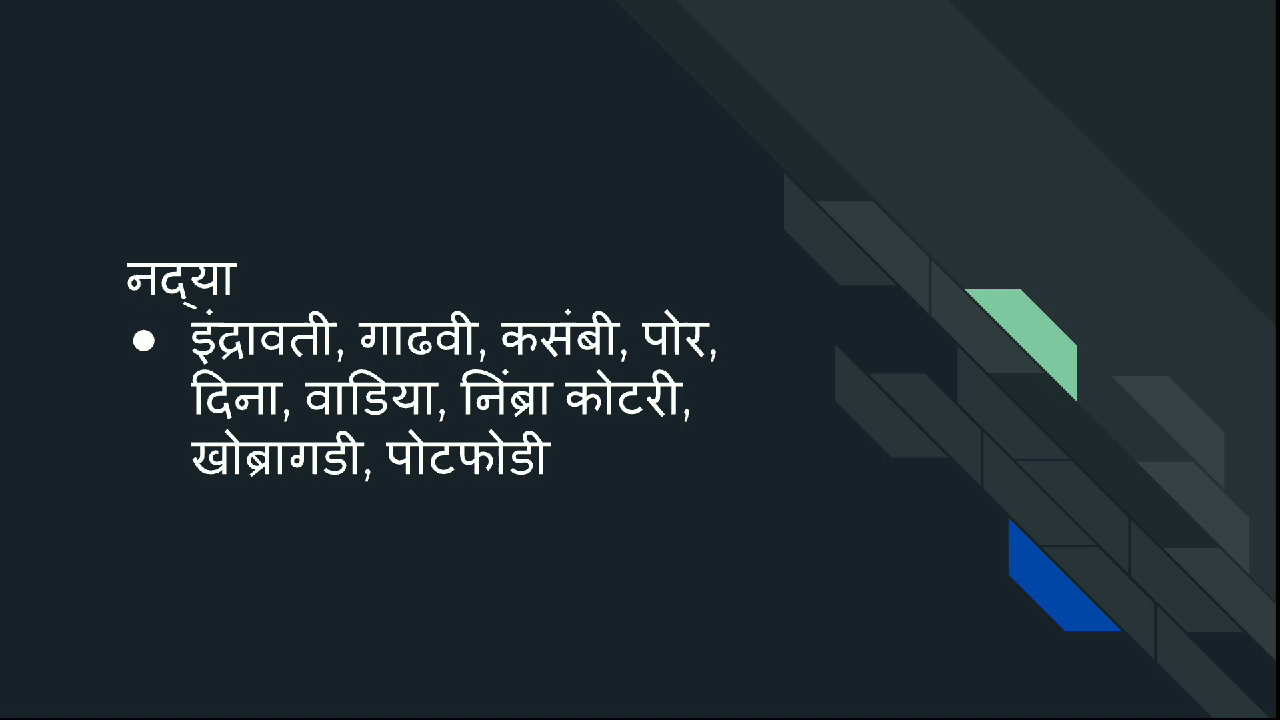 नद्‌या
● इंद्रावती, गाढवी, कसंबी, पोर,
दिना, वाडिया, निंब्रा कोटरी,
खोब्रागडी, पोटफोडी